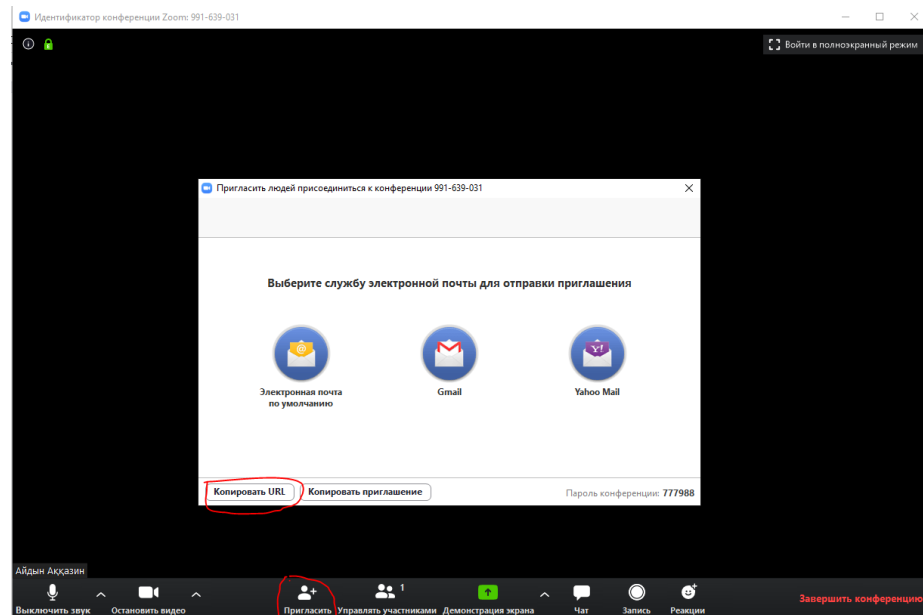 Идентификатор конференции Zoom: 991-639-031
Войти в полноэкранный режим
Пригласить людей присоединиться к конференции 991-639-031
Выберите службу электронной почты для отправки приглашения
Электронная почта
по умолчанию
Gmail
Yahoo Mail
Копировать URL Копировать приглашение Пароль конференции: 777988
Айдын Аққазин
1
Выключить звук Остановить видео Пригласить Управлять участниками Демонстрация экрана Чат Запись Реакции Завершить конференцию